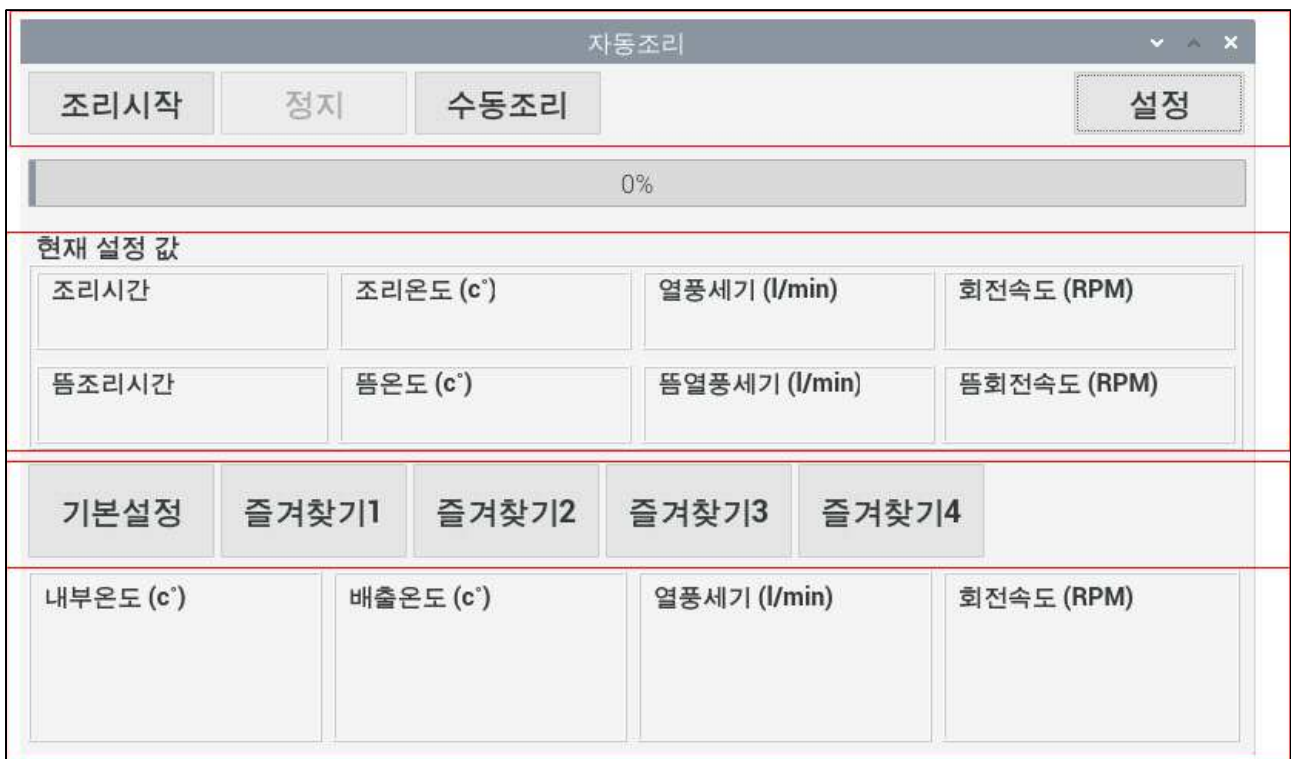 자동조리
조리시작 정지 수동조리 설정
0%
현재 설정 값
조리시간 조리온도 (c˚) 열풍세기 (l/min) 회전속도 (RPM)
뜸조리시간 뜸온도 (c˚) 뜸열풍세기 (l/min) 뜸회전속도 (RPM)
기본설정 즐겨찾기1 즐겨찾기2 즐겨찾기3 즐겨찾기4
내부온도 (c˚) 배출온도 (c˚) 열풍세기 (l/min) 회전속도 (RPM)